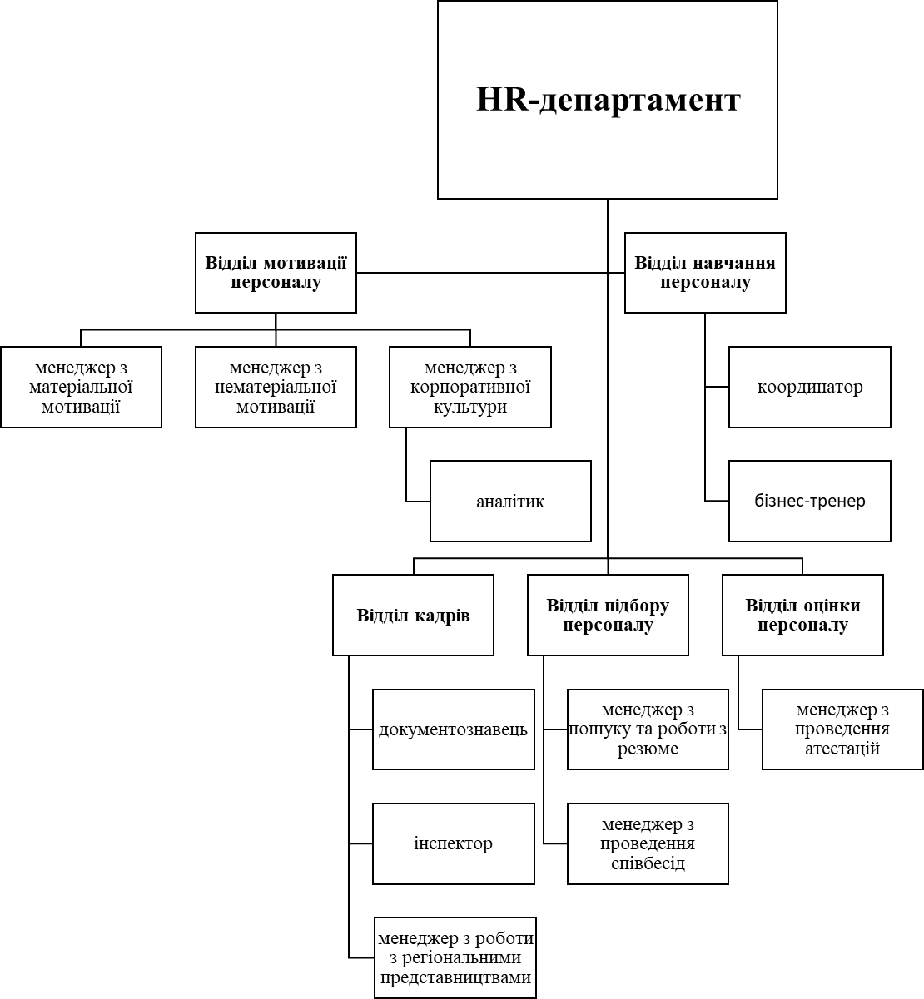 HR-департамент
Відділ мотивації
персоналу
Відділ навчання
персоналу
менеджер з
матеріальної
мотивації
менеджер з
нематеріальної
мотивації
менеджер з
корпоративної
культури
координатор
аналітик
бізнес-тренер
Відділ кадрів
Відділ підбору
персоналу
Відділ оцінки
персоналу
документознавець
менеджер з
пошуку та роботи з
резюме
менеджер з
проведення
атестацій
інспектор
менеджер з
проведення
співбесід
менеджер з роботи
з регіональними
представництвами